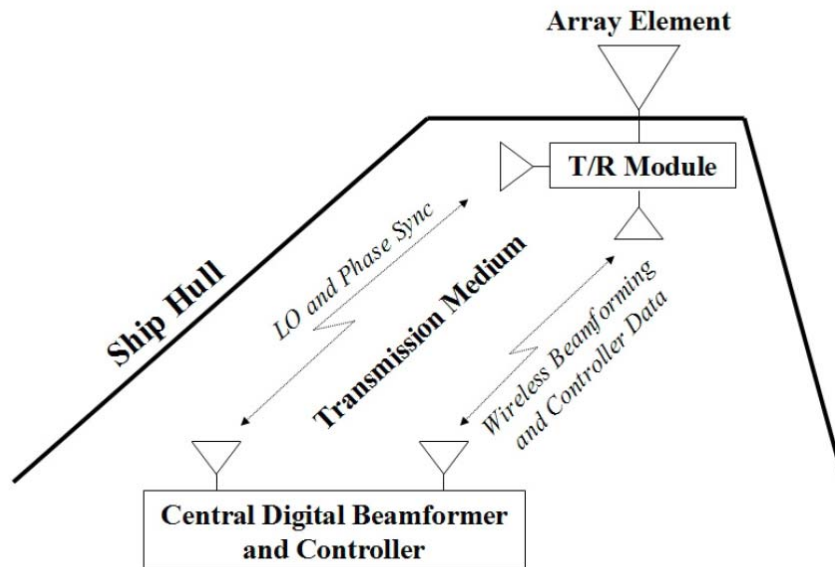 Array Element
T/R Module
LO and Phase Sync
Ship Hull
Transmission Medium
Wireless Beamforming
and Controller Data
Central Digital Beamformer
and Controller